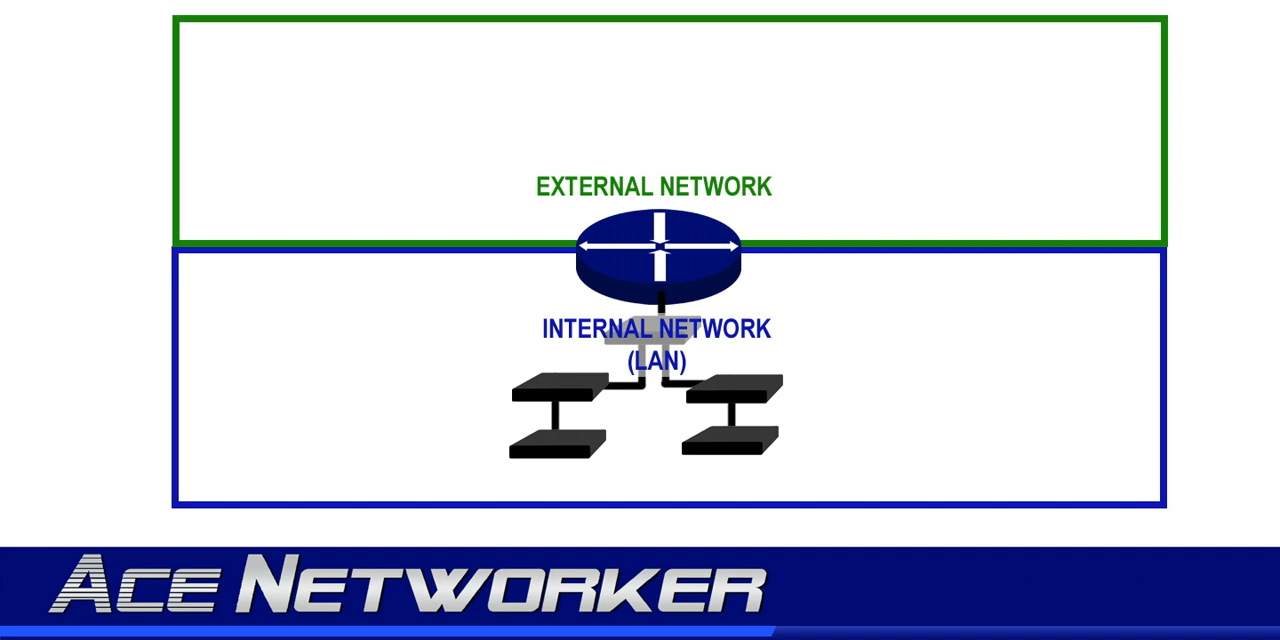 EXTERNAL NETWORK
INTERNAL NETWORK
(LAN)
ACE NETWORKER